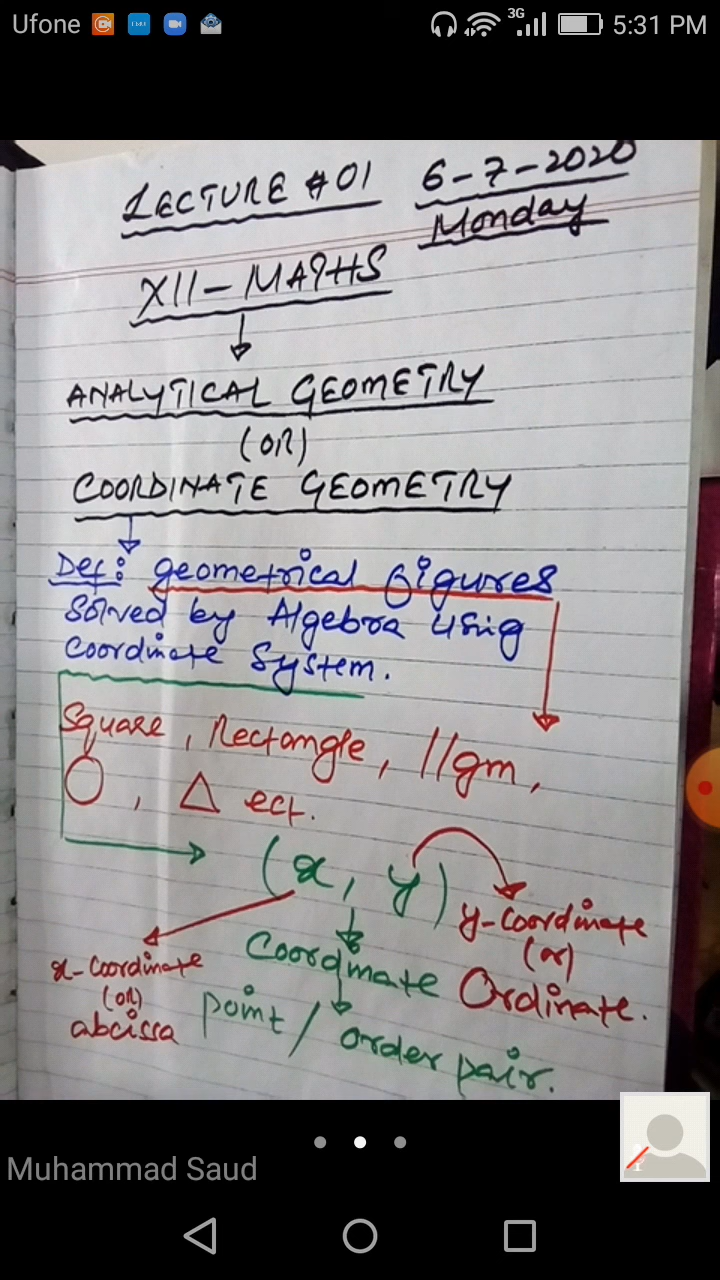 Ufone 3G 5:31 PM
LECTURE #01 6-7-2020
Monday
XII-MATHS
ANALYTICAL GEOMETRY
(OR)
COORDINATE GEOMETRY
Def: geometrical figures
Solved by Algebra using
Coordinate System.
Square, Rectangle, //gm,
, ect.
(x, y)
y-Coordinate
(or)
Ordinate.
x-Coordinate
(OR)
abcissa
Coordinate
point/order pair.
Muhammad Saud